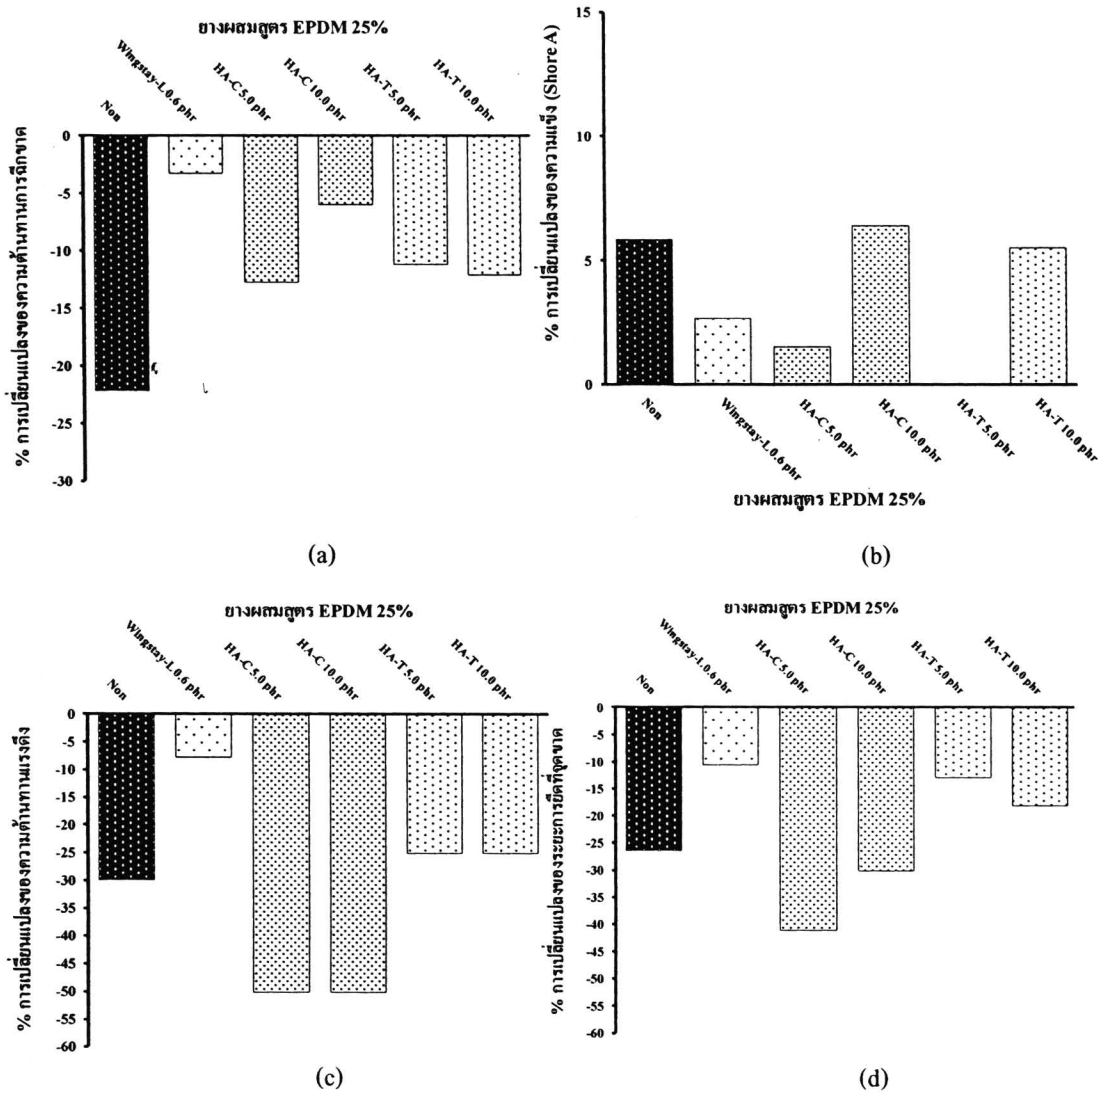 ยางผสมสูตร EPDM 25%
Non
Wingstay-L 0.6 phr
HA-C 5.0 phr
HA-C 10.0 phr
HA-T 5.0 phr
HA-T 10.0 phr
% การเปลี่ยนแปลงของความต้านทานการฉีกขาด
0
-5
-10
-15
-20
-25
-30
(a)
% การเปลี่ยนแปลงของความแข็ง (Shore A)
15
10
5
0
Non
Wingstay-L 0.6 phr
HA-C 5.0 phr
HA-C 10.0 phr
HA-T 5.0 phr
HA-T 10.0 phr
ยางผสมสูตร EPDM 25%
(b)
ยางผสมสูตร EPDM 25%
Non
Wingstay-L 0.6 phr
HA-C 5.0 phr
HA-C 10.0 phr
HA-T 5.0 phr
HA-T 10.0 phr
% การเปลี่ยนแปลงของความต้านทานแรงดึง
0
-5
-10
-15
-20
-25
-30
-35
-40
-45
-50
-55
-60
(c)
ยางผสมสูตร EPDM 25%
Non
Wingstay-L 0.6 phr
HA-C 5.0 phr
HA-C 10.0 phr
HA-T 5.0 phr
HA-T 10.0 phr
% การเปลี่ยนแปลงของระยะการยืดที่จุดขาด
0
-5
-10
-15
-20
-25
-30
-35
-40
-45
-50
-55
-60
(d)